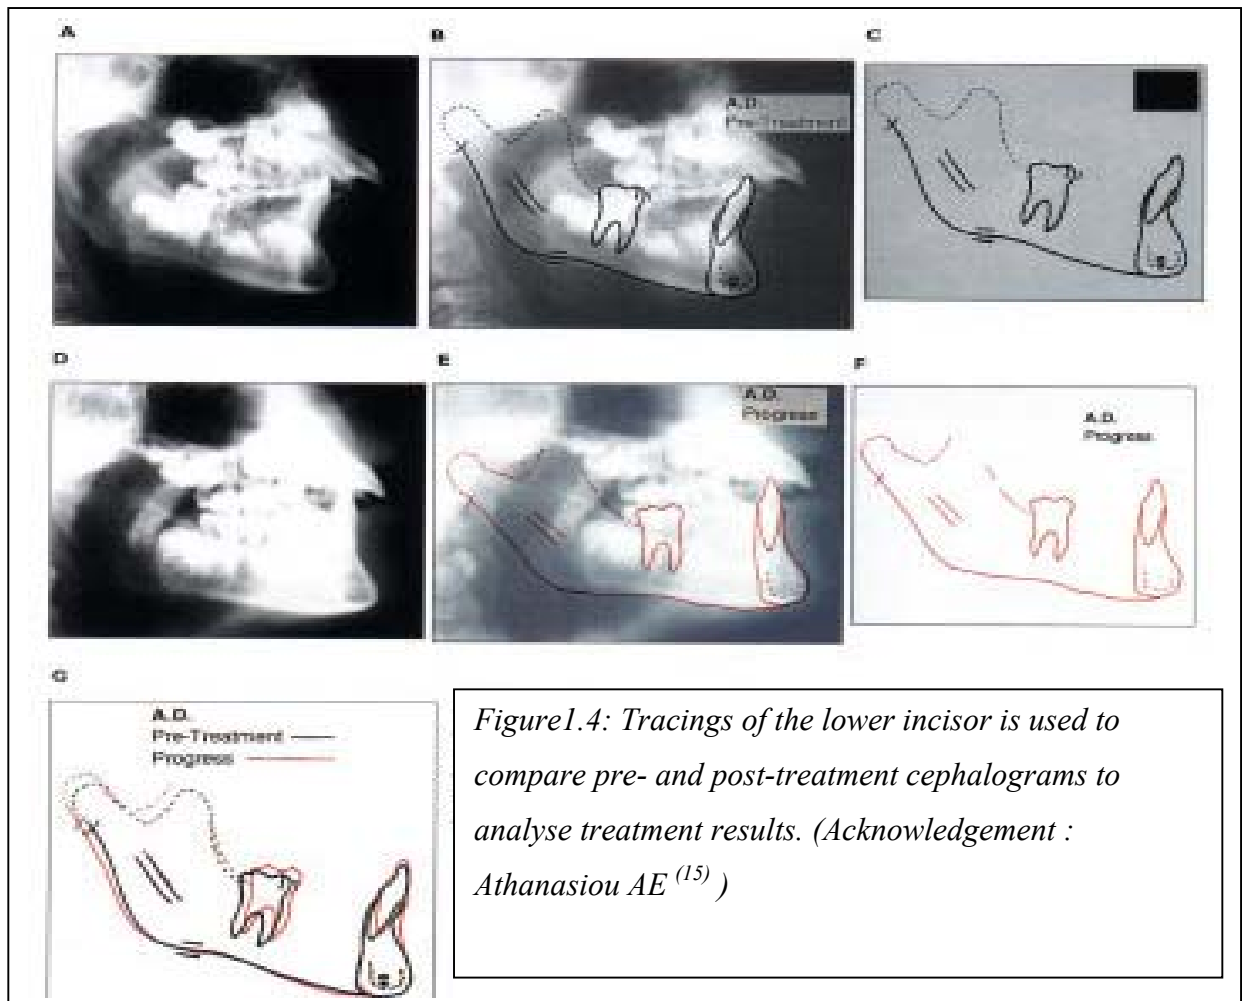 A
B
C
A.D.
Pre-Treatment
D
E
F
A.D.
Progress
A.D.
Progress
G
A.D.
Pre-Treatment
Progress
Figure1.4: Tracings of the lower incisor is used to
compare pre- and post-treatment cephalograms to
analyse treatment results. (Acknowledgement :
Athanasiou AE (15) )